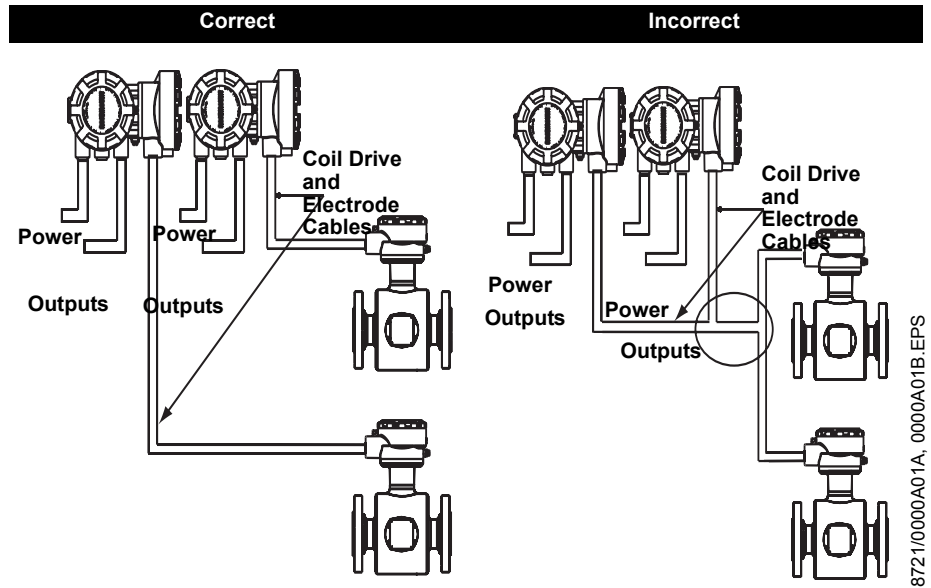 Correct
Incorrect
Coil Drive
and
Electrode
Cables
Power
Power
Outputs
Outputs
Coil Drive
and
Electrode
Cables
Power
Outputs
Power
Outputs
8721/0000A01A, 0000A01B.EPS